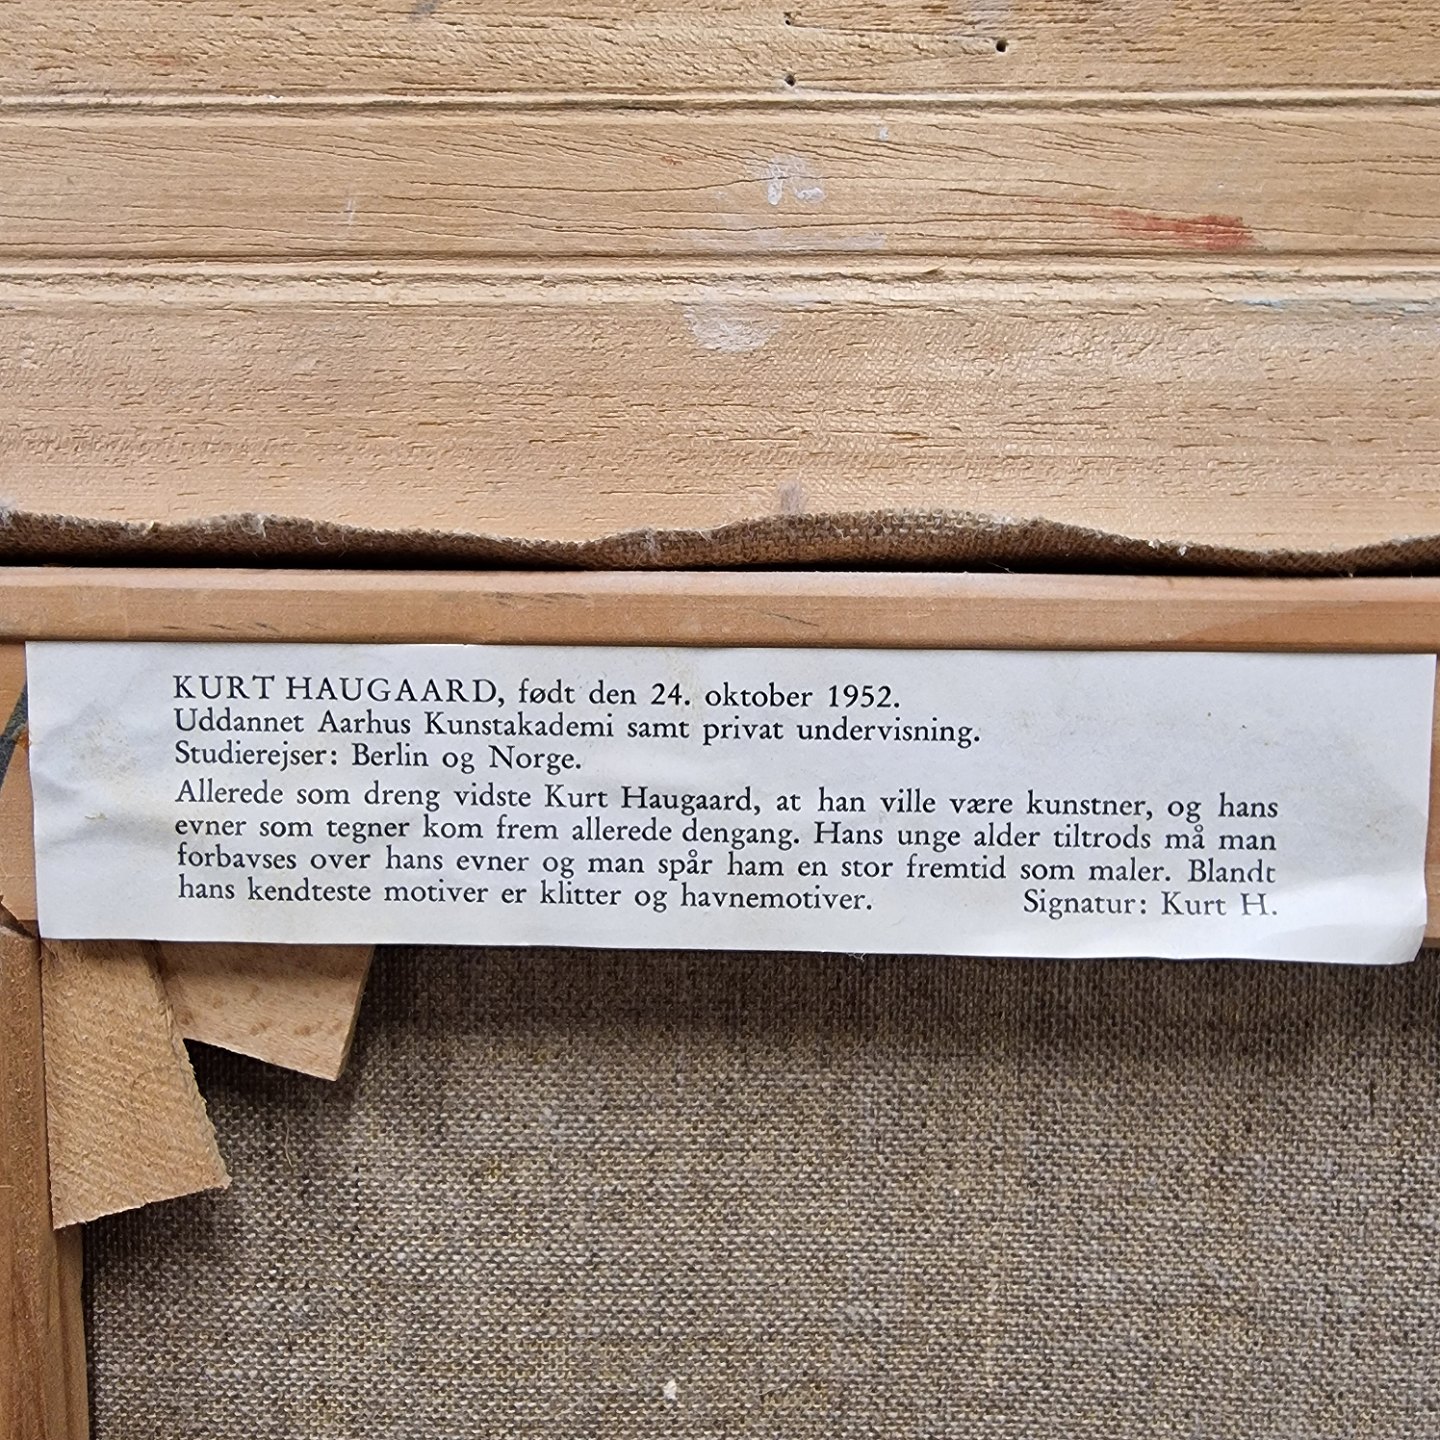 KURT HAUGAARD, født den 24. oktober 1952.
Uddannet Aarhus Kunstakademi samt privat undervisning.
Studierejser: Berlin og Norge.
Allerede som dreng vidste Kurt Haugaard, at han ville være kunstner, og hans
evner som tegner kom frem allerede dengang. Hans unge alder tiltrods må man
forbavses over hans evner og man spår ham en stor fremtid som maler. Blandt
hans kendteste motiver er klitter og havnemotiver. Signatur: Kurt H.